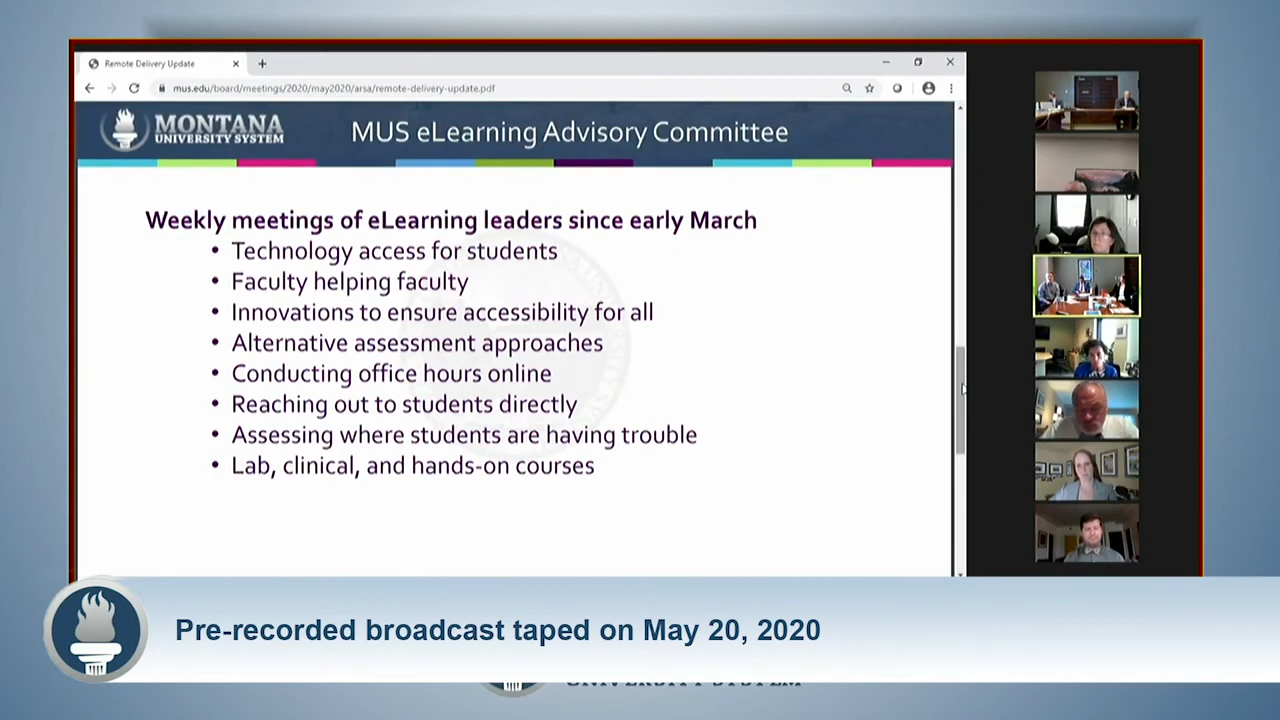 Remote Delivery Update
mus.edu/board/meetings/2020/may2020/arsa/remote-delivery-update.pdf
MONTANA
UNIVERSITY SYSTEM
MUS eLearning Advisory Committee
Weekly meetings of eLearning leaders since early March
• Technology access for students
• Faculty helping faculty
• Innovations to ensure accessibility for all
• Alternative assessment approaches
• Conducting office hours online
• Reaching out to students directly
• Assessing where students are having trouble
• Lab, clinical, and hands-on courses
Pre-recorded broadcast taped on May 20, 2020
UNIVERSITY SYSTEM